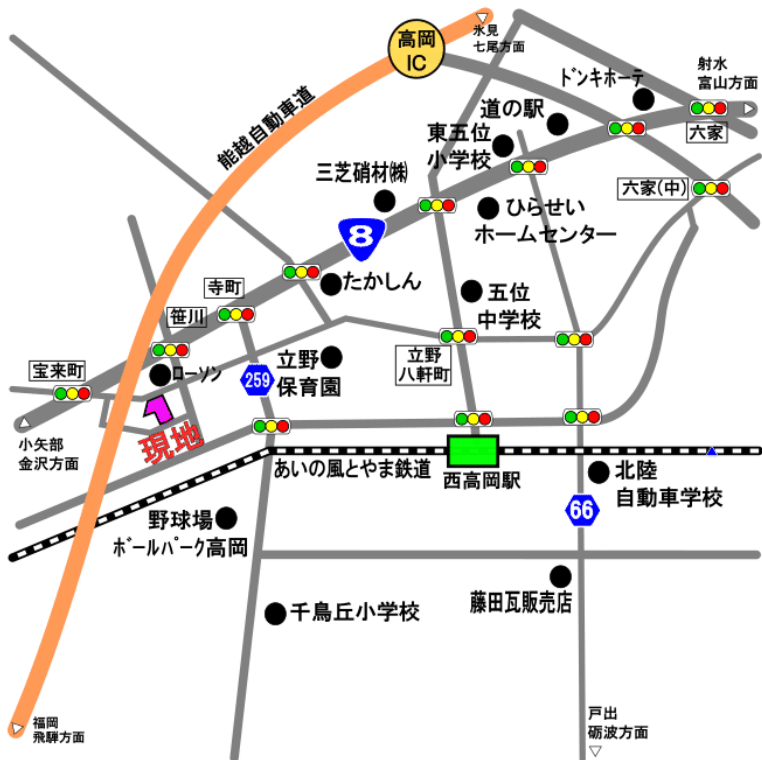 高岡
IC
氷見
七尾方面
射水
富山方面
ドンキホーテ
道の駅
六家
東五位
小学校
能越自動車道
三芝硝材㈱
六家(中)
ひらせい
ホームセンター
8
たかしん
寺町
五位
中学校
笹川
立野
八軒町
立野
保育園
宝来町
ローソン
259
現地
小矢部
金沢方面
あいの風とやま鉄道
西高岡駅
北陸
自動車学校
66
野球場
ボールパーク高岡
藤田瓦販売店
千鳥丘小学校
福岡
飛騨方面
戸出
砺波方面